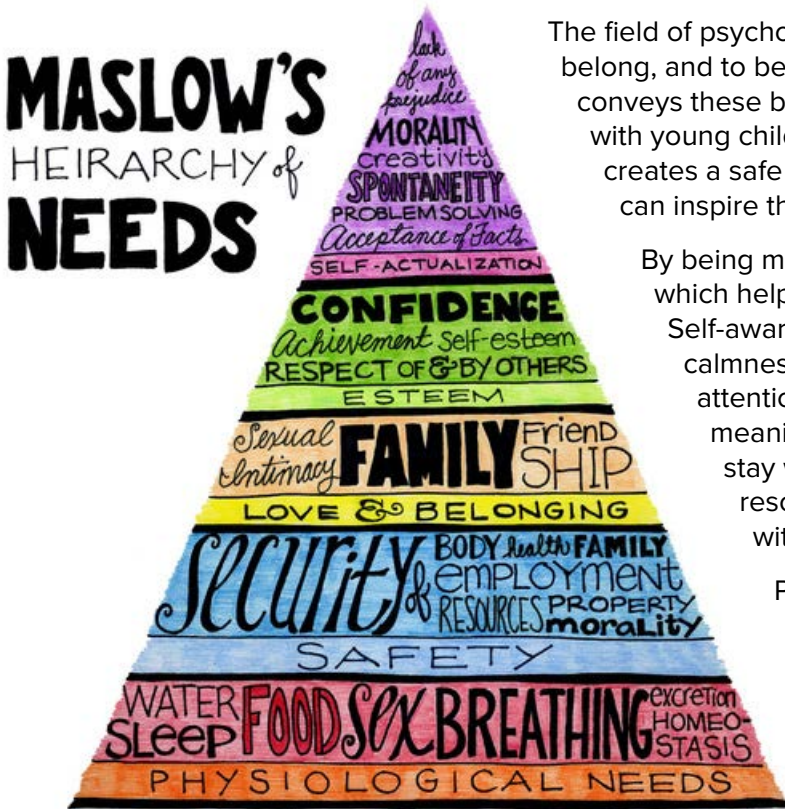 MASLOW'S
HEIRARCHY of
NEEDS
lack
of any
prejudice
MORALITY
creativity
SPONTANEITY
PROBLEM SOLVING
Acceptance of Facts
SELF-ACTUALIZATION
CONFIDENCE
Achievement Self-esteem
RESPECT OF & BY OTHERS
ESTEEM
Sexual
Intimacy
FAMILY
FrienD
SHIP
LOVE & BELONGING
Security
of
BODY health FAMILY
EMPLOYMENT
RESOURCES PROPERTY
moraLity
SAFETY
WATER
SLeep
FOOD
Sex
BREATHING
excretion
HOMEO-
STASIS
PHYSIOLOGICAL NEEDS
The field of psycho
belong, and to be
conveys these b
with young chil
creates a safe
can inspire th
By being m
which help
Self-awar
calmnes
attentio
meani
stay
reso
wit
P